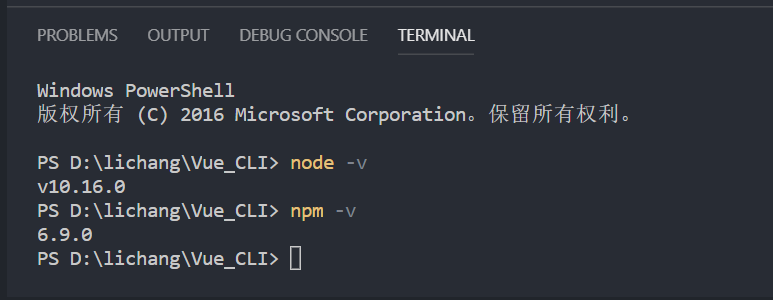 PROBLEMS OUTPUT DEBUG CONSOLE TERMINAL
Windows PowerShell
版权所有 (C) 2016 Microsoft Corporation。保留所有权利。
PS D:\lichang\Vue_CLI> node -v
v10.16.0
PS D:\lichang\Vue_CLI> npm -v
6.9.0
PS D:\lichang\Vue_CLI>